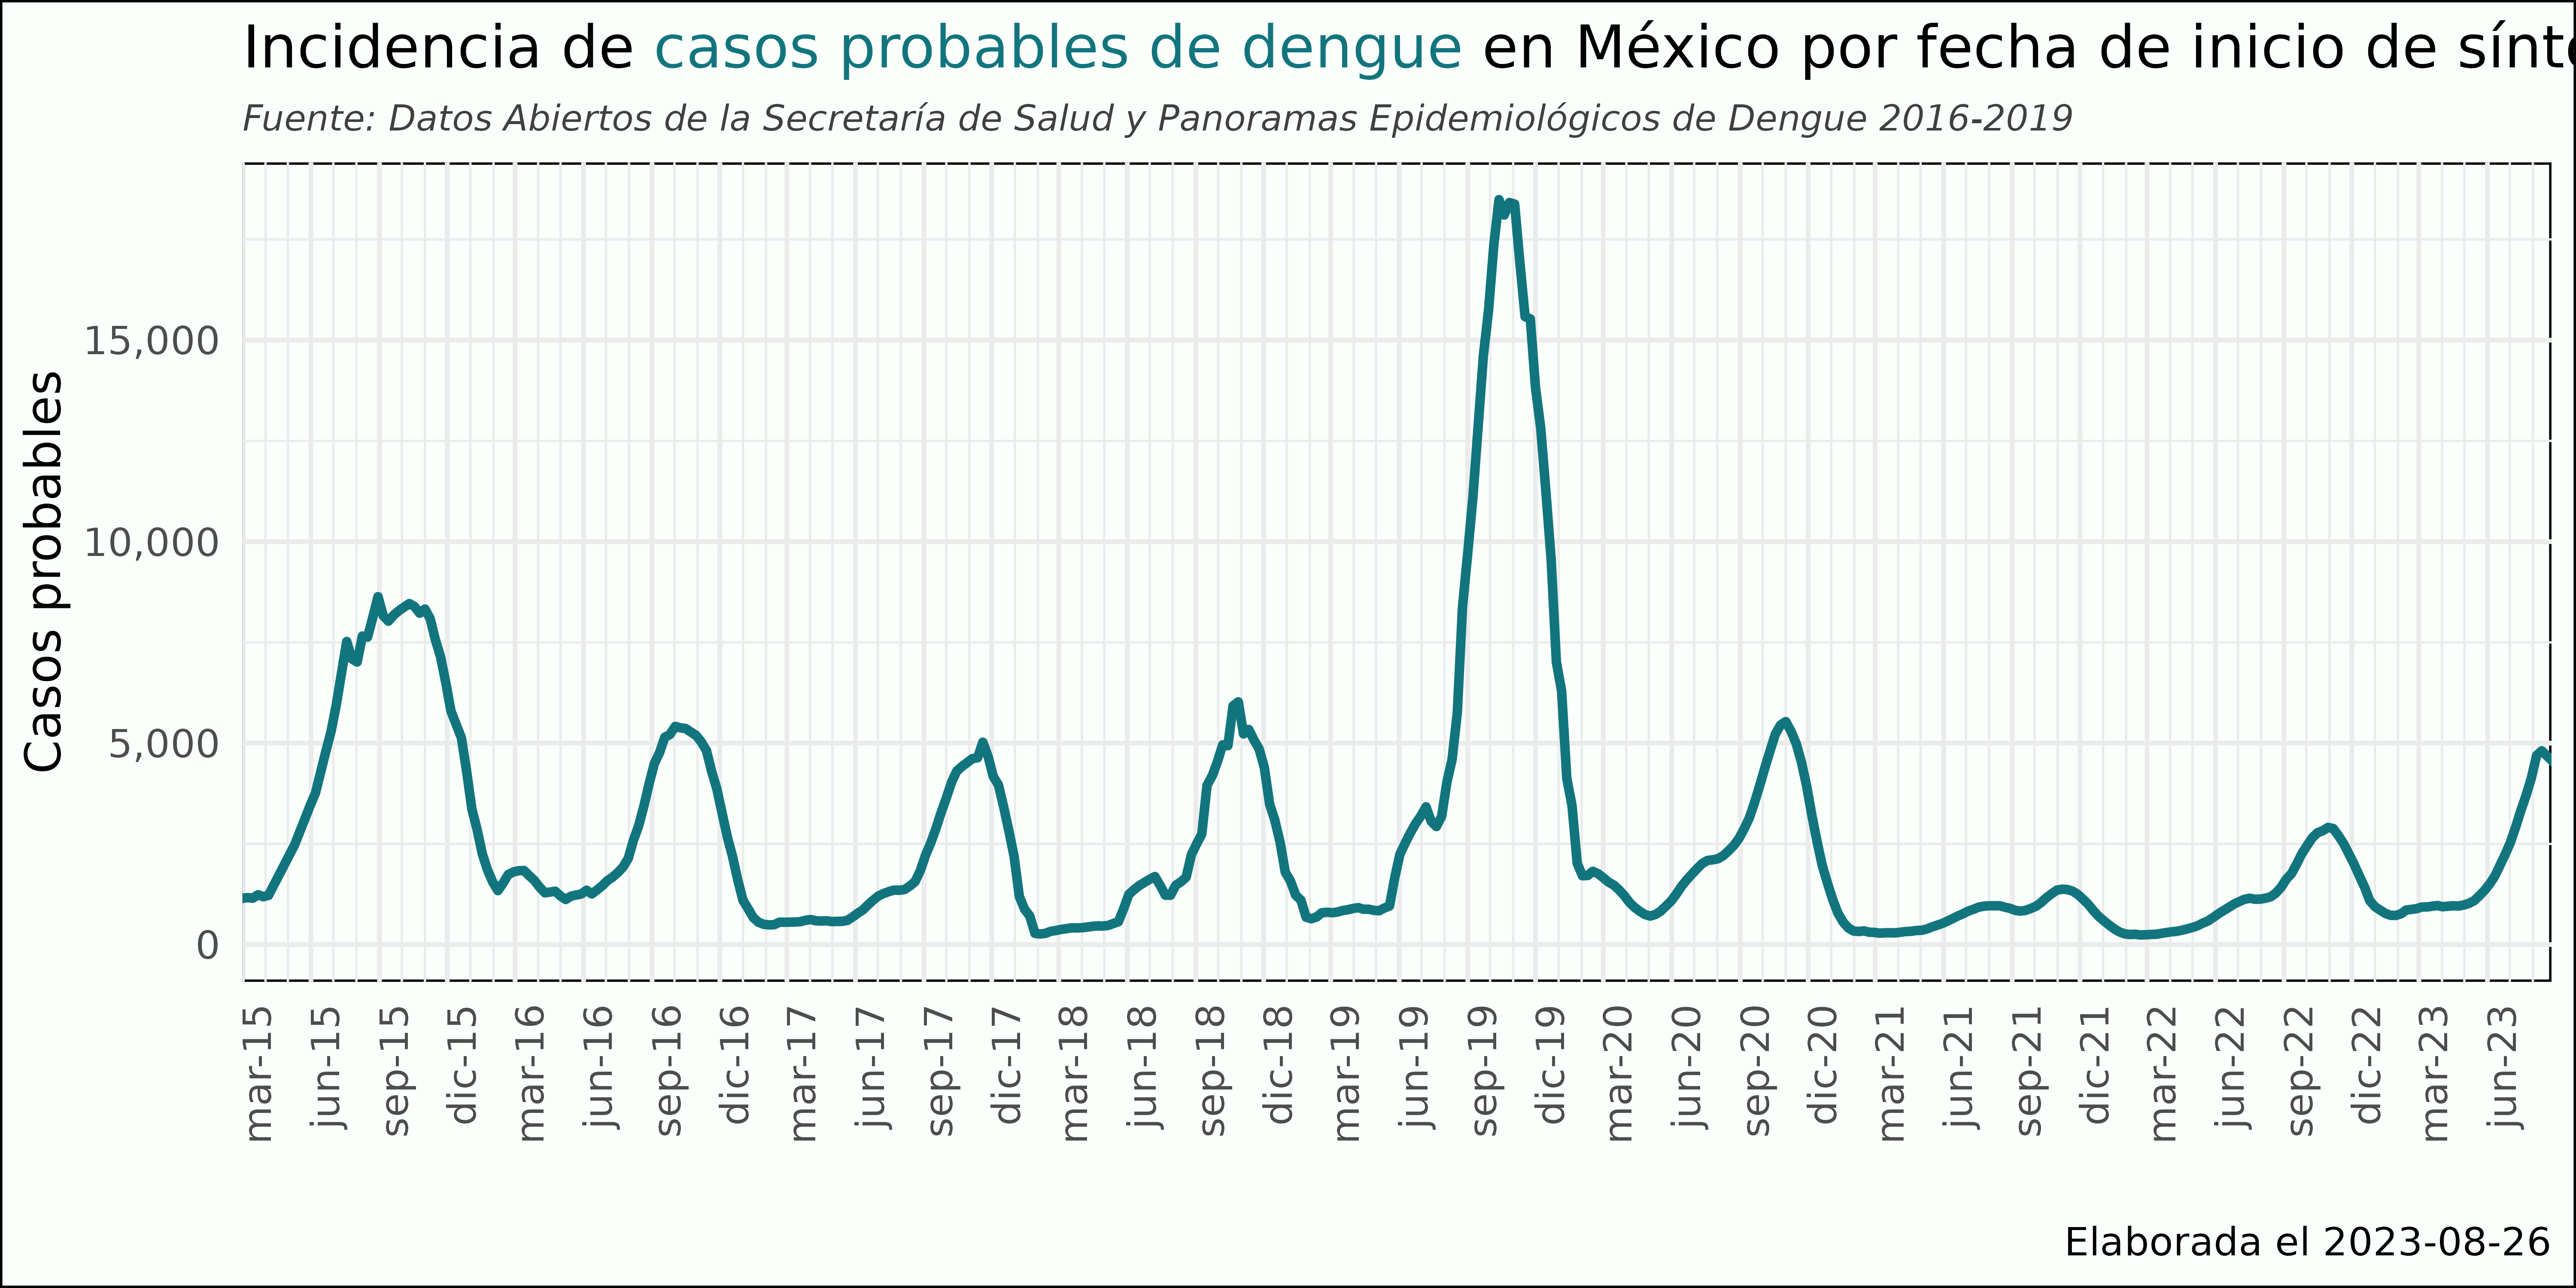 Incidencia de casos probables de dengue en México por fecha de inicio de
Fuente: Datos Abiertos de la Secretaría de Salud y Panoramas Epidemiológicos de Dengue 2016-2019
Casos probables
15,000
10,000
5,000
0
mar-15
jun-15
sep-15
dic-15
mar-16
jun-16
sep-16
dic-16
mar-17
jun-17
sep-17
dic-17
mar-18
jun-18
sep-18
dic-18
mar-19
jun-19
sep-19
dic-19
mar-20
jun-20
sep-20
dic-20
mar-21
jun-21
sep-21
dic-21
mar-22
jun-22
sep-22
dic-22
mar-23
jun-23
Elaborada el 2023-08-26